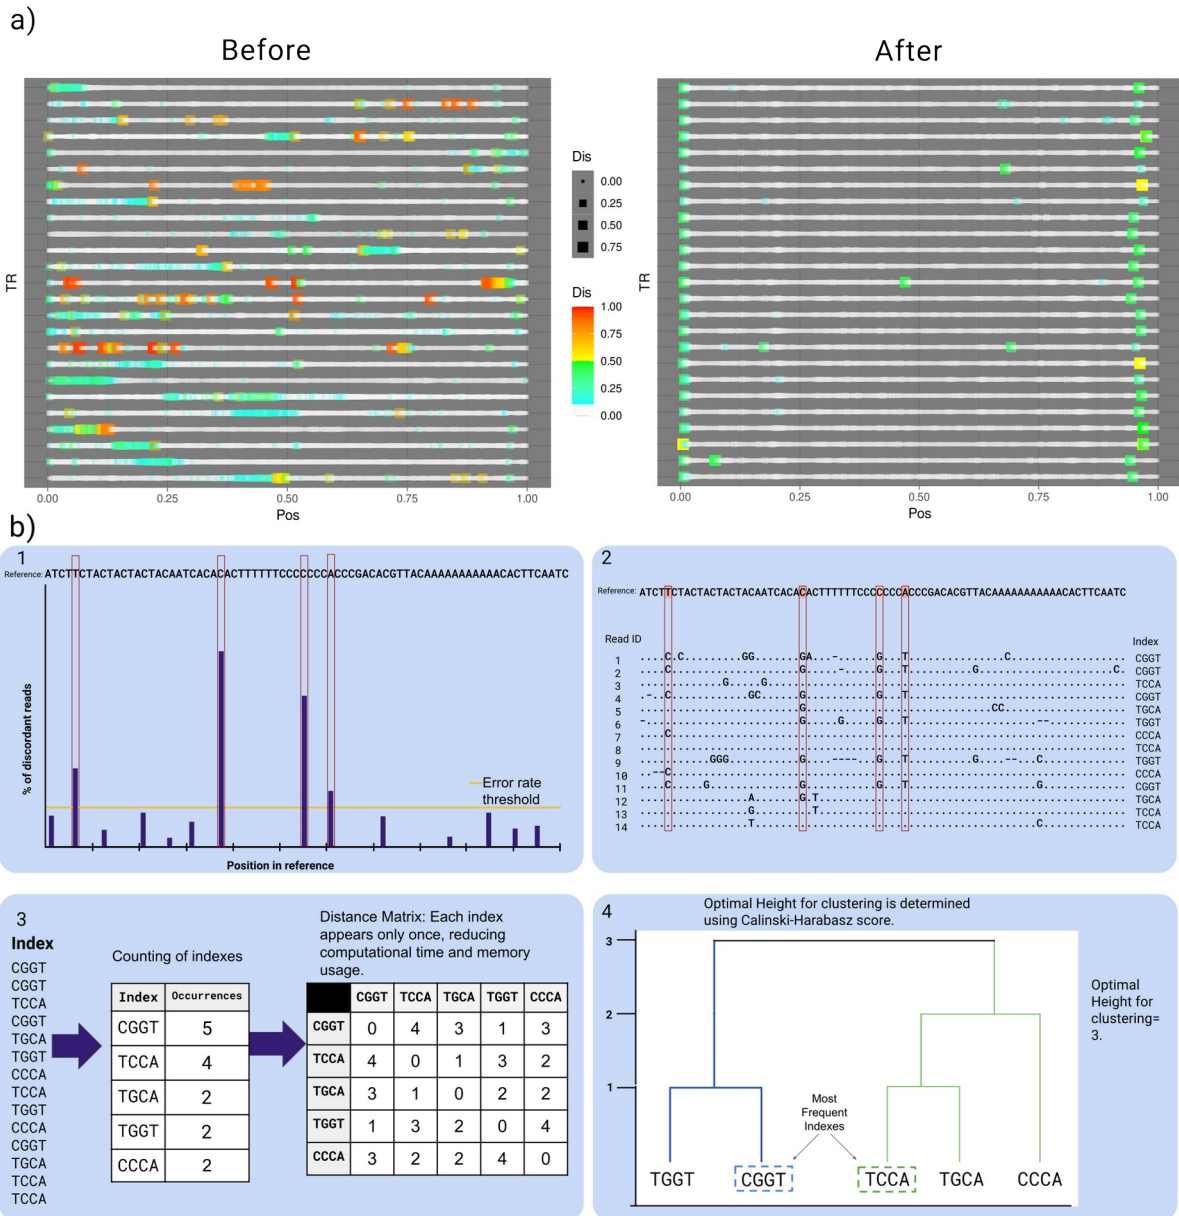 a)
Before
After
TR
Dis
0.00
0.25
0.50
0.75
Dis
1.00
0.75
0.50
0.25
0.00
TR
0.00 0.25 0.50 0.75 1.00
Pos
0.00 0.25 0.50 0.75 1.00
Pos
b)
1
Reference: ATCTTCTACTACTACTACAATCACACACTTTTTTCCCCCCCACCCGACACGTTACAAAAAAAAAAACACTTCAATC
% of discordant reads
Error rate
threshold
Position in reference
2
Reference: ATCTTCTACTACTACTACAATCACACACTTTTTTCCCCCCCACCCGACACGTTACAAAAAAAAAAACACTTCAATC
Read ID
Index
1 C C GG GA - G T C CGGT
2 C G - G T G C CGGT
3 G G TCCA
4 - C GC G G T CGGT
5 G CC TGCA
6 - G G G T -- TGGT
7 C CCCA
8 TCCA
9 GGG G ---- G T G -- C TGGT
10 -- C CCCA
11 C G G G T G CGGT
12 A G T TGCA
13 G T TCCA
14 T C TCCA
3
Index
CGGT
CGGT
TCCA
CGGT
TGCA
TGGT
CCCA
TCCA
TGGT
CCCA
CGGT
TGCA
TCCA
TCCA
Counting of indexes
Index Occurrences
CGGT 5
TCCA 4
TGCA 2
TGGT 2
CCCA 2
Distance Matrix: Each index
appears only once, reducing
computational time and memory
usage.
CGGT TCCA TGCA TGGT CCCA
CGGT 0 4 3 1 3
TCCA 4 0 1 3 2
TGCA 3 1 0 2 2
TGGT 1 3 2 0 4
CCCA 3 2 2 4 0
4
Optimal Height for clustering is determined
using Calinski-Harabasz score.
3
2
1
Optimal
Height for
clustering=
3.
Most
Frequent
Indexes
TGGT CGGT TCCA TGCA CCCA